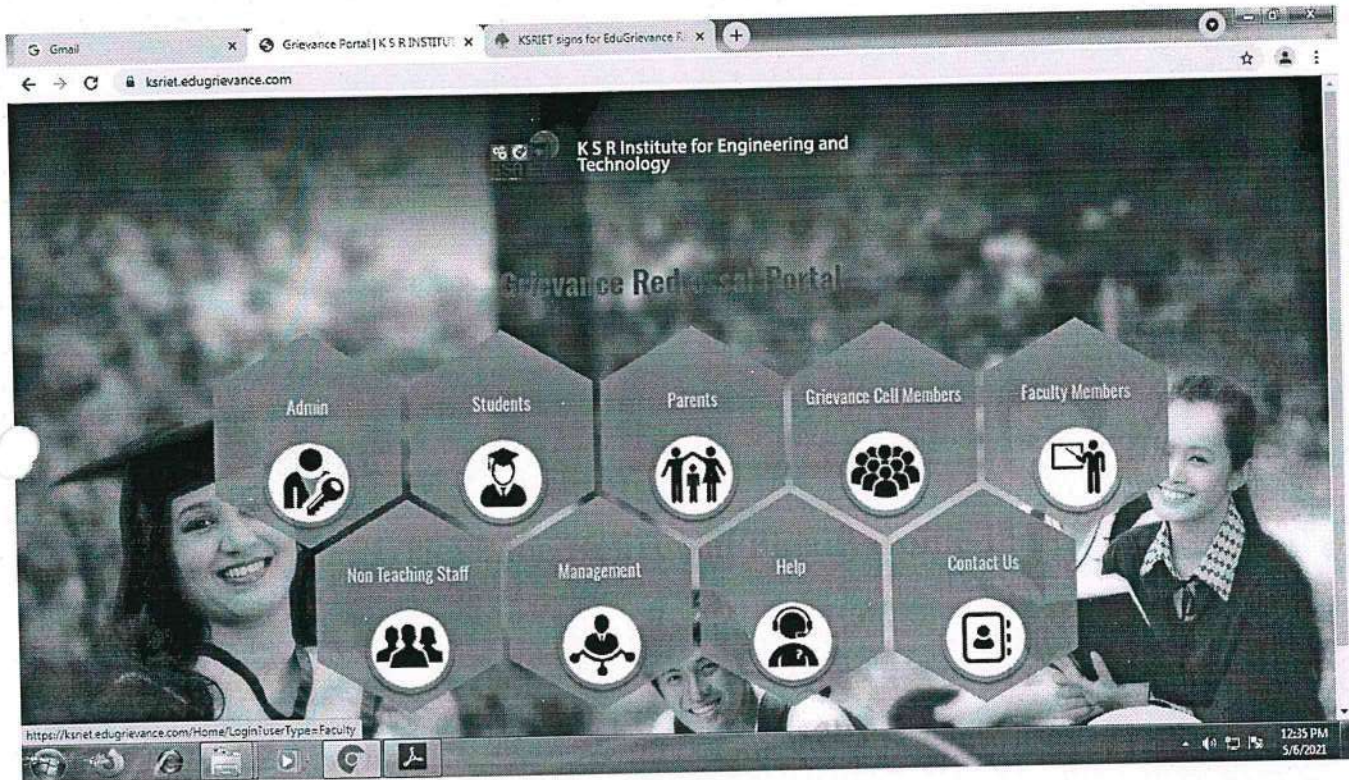 Gmail
Grievance Portal | K S R INSTITU
KSRIET signs for EduGrievance R
ksriet.edugrievance.com
K S R Institute for Engineering and
Technology
Grievance Redressal Portal
Admin
Students
Parents
Grievance Cell Members
Faculty Members
Non Teaching Staff
Management
Help
Contact Us
https://ksriet.edugrievance.com/Home/Login?userType=Faculty
12:35 PM
5/6/2021